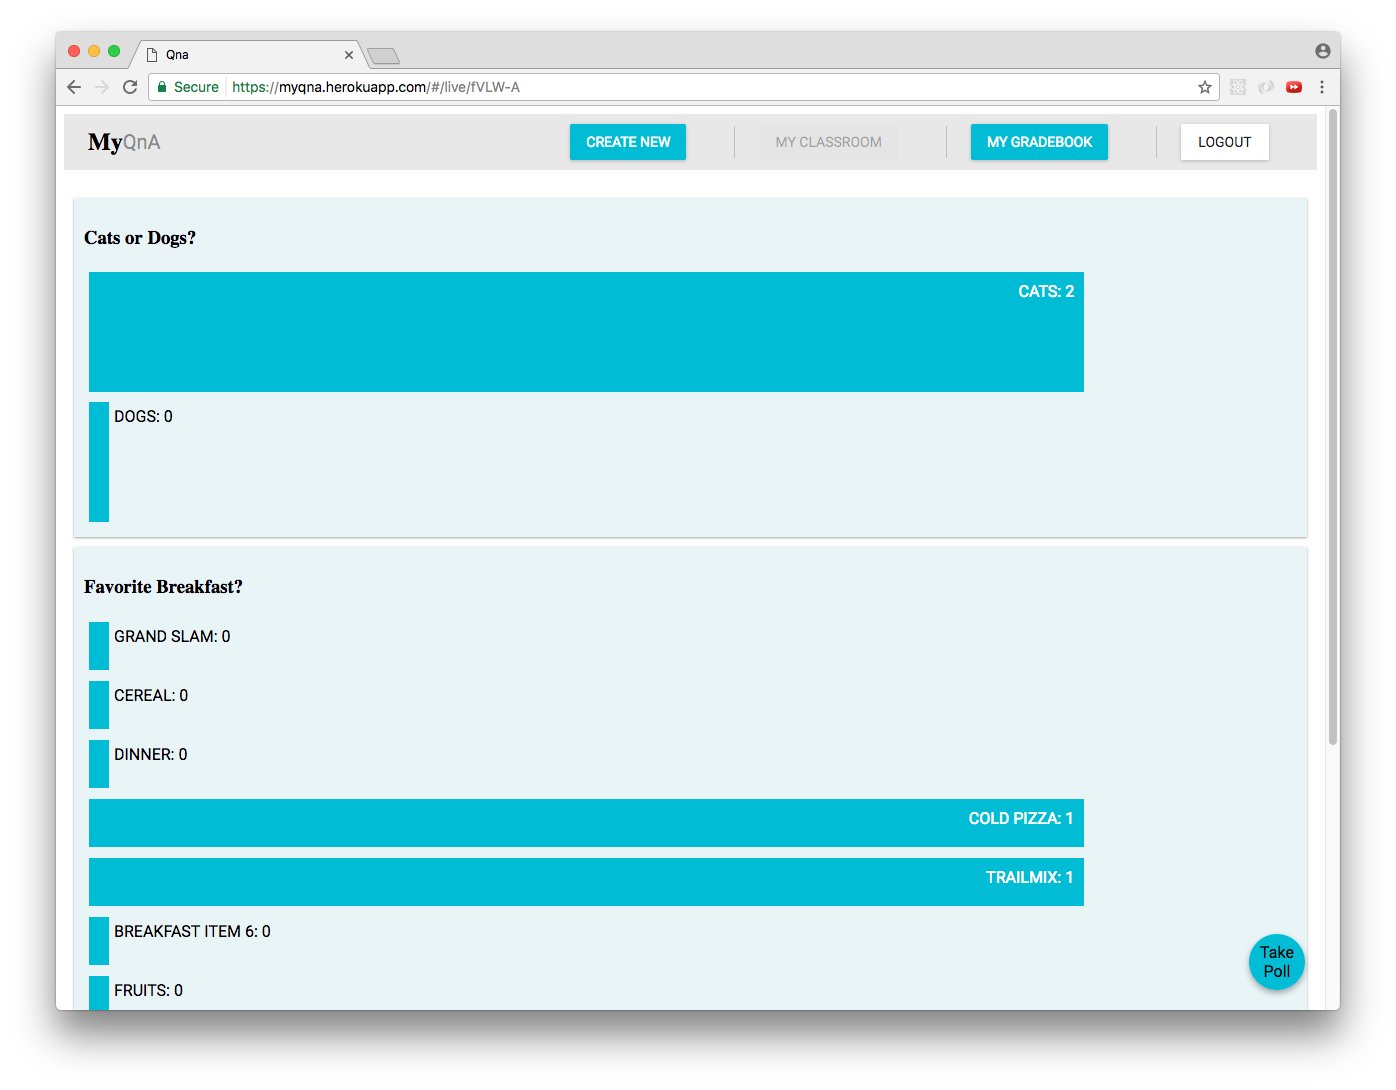 Qna
Secure https://myqna.herokuapp.com/#/live/fVLW-A
MyQnA CREATE NEW MY CLASSROOM MY GRADEBOOK LOGOUT
Cats or Dogs?
CATS: 2
DOGS: 0
Favorite Breakfast?
GRAND SLAM: 0
CEREAL: 0
DINNER: 0
COLD PIZZA: 1
TRAILMIX: 1
BREAKFAST ITEM 6: 0
FRUITS: 0
Take
Poll